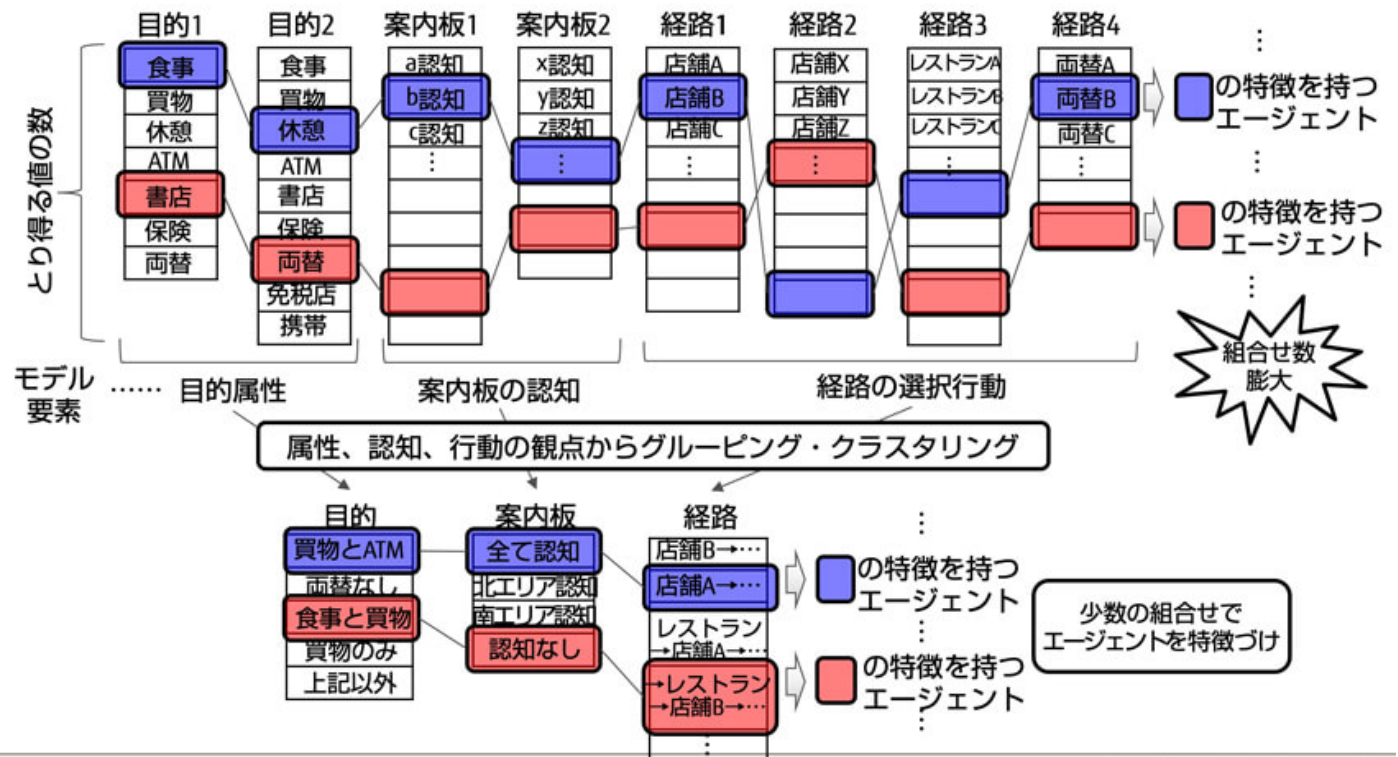 目的1 目的2 案内板1 案内板2 経路1 経路2 経路3 経路4
とり得る値の数
食事
買物
休憩
ATM
書店
保険
両替
食事
買物
休憩
ATM
書店
保険
両替
免税店
携帯
a認知
b認知
c認知
⋮
x認知
y認知
z認知
⋮
店舗A
店舗B
店舗C
⋮
店舗X
店舗Y
店舗Z
⋮
レストランA
レストランB
レストランC
⋮
両替A
両替B
両替C
⋮
⋮
の特徴を持つ
エージェント
⋮
の特徴を持つ
エージェント
⋮
組合せ数
膨大
モデル
要素
…… 目的属性 案内板の認知 経路の選択行動
属性、認知、行動の観点からグルーピング・クラスタリング
目的
買物とATM
両替なし
食事と買物
買物のみ
上記以外
案内板
全て認知
北エリア認知
南エリア認知
認知なし
経路
店舗B→…
店舗A→…
レストラン
→店舗A→…
→レストラン
→店舗B→…
⋮
⋮
の特徴を持つ
エージェント
⋮
の特徴を持つ
エージェント
⋮
少数の組合せで
エージェントを特徴づけ